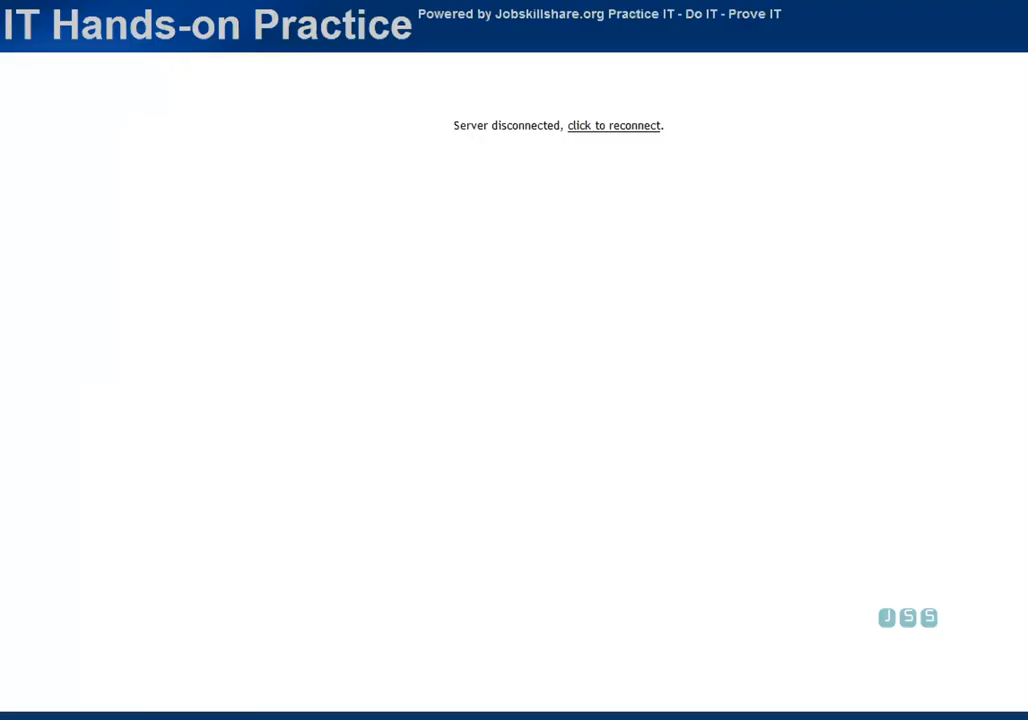 IT Hands-on Practice Powered by Jobskillshare.org Practice IT - Do IT - Prove IT
Server disconnected, click to reconnect.
JSS